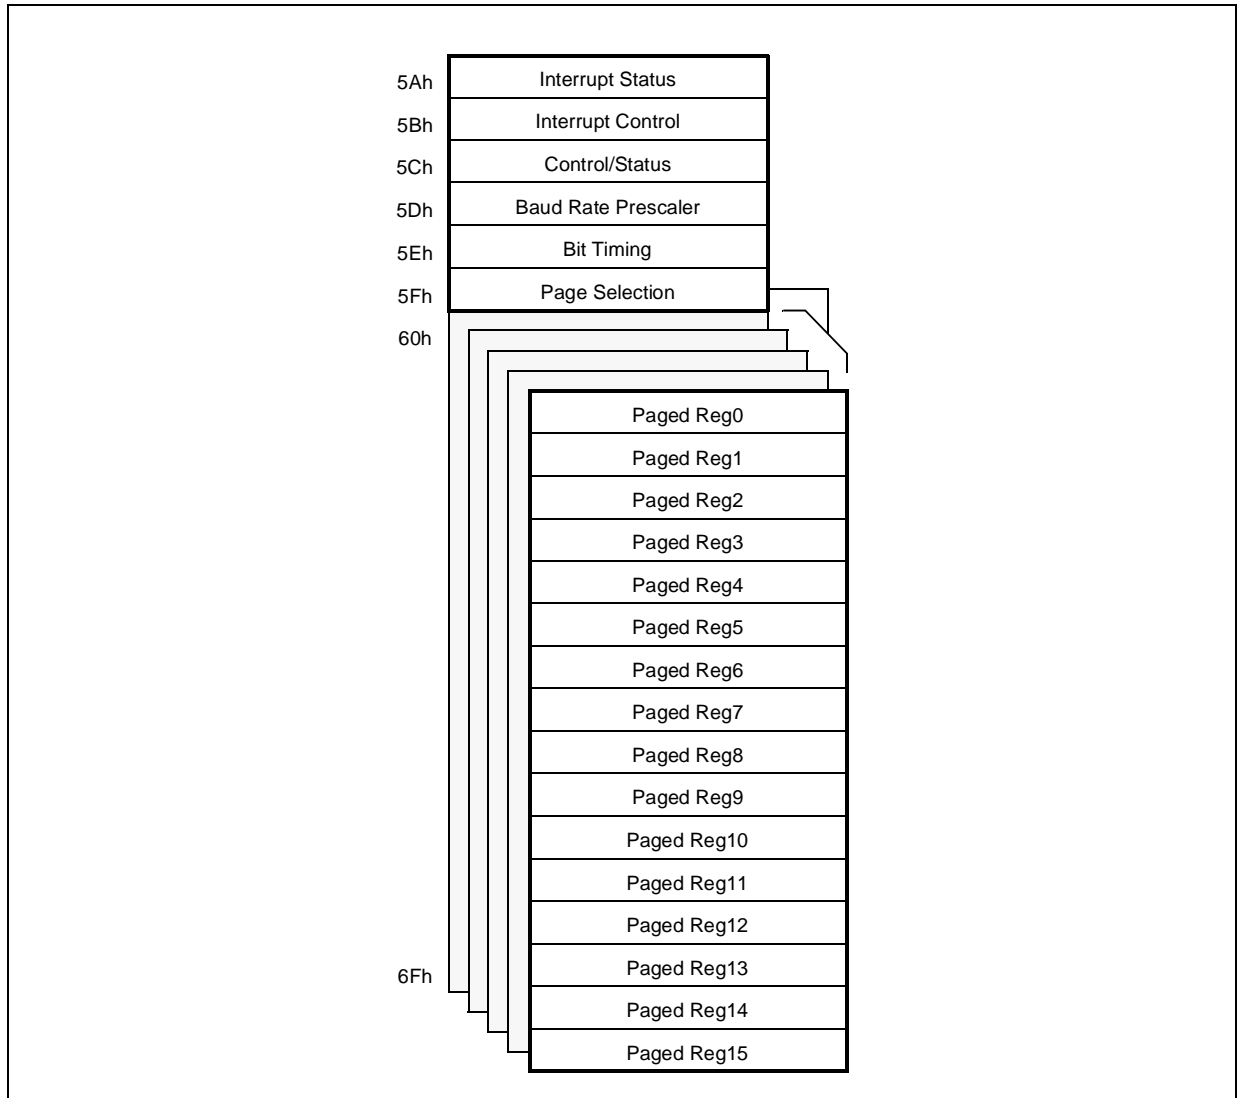 5Ah Interrupt Status
5Bh Interrupt Control
5Ch Control/Status
5Dh Baud Rate Prescaler
5Eh Bit Timing
5Fh Page Selection
60h
Paged Reg0
Paged Reg1
Paged Reg2
Paged Reg3
Paged Reg4
Paged Reg5
Paged Reg6
Paged Reg7
Paged Reg8
Paged Reg9
Paged Reg10
Paged Reg11
Paged Reg12
Paged Reg13
6Fh
Paged Reg14
Paged Reg15